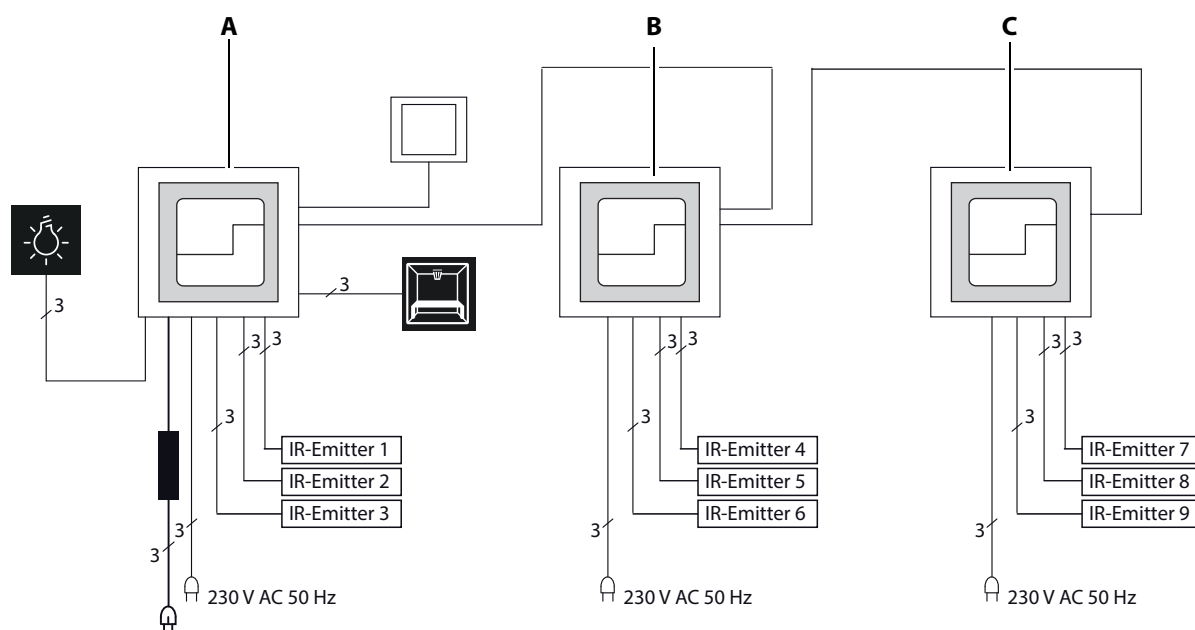 A
B
C
3
3
3
3
3
3
3
3
3
3
3
3
3
IR-Emitter 1
IR-Emitter 2
IR-Emitter 3
IR-Emitter 4
IR-Emitter 5
IR-Emitter 6
IR-Emitter 7
IR-Emitter 8
IR-Emitter 9
3
3
3
230 V AC 50 Hz
230 V AC 50 Hz
230 V AC 50 Hz